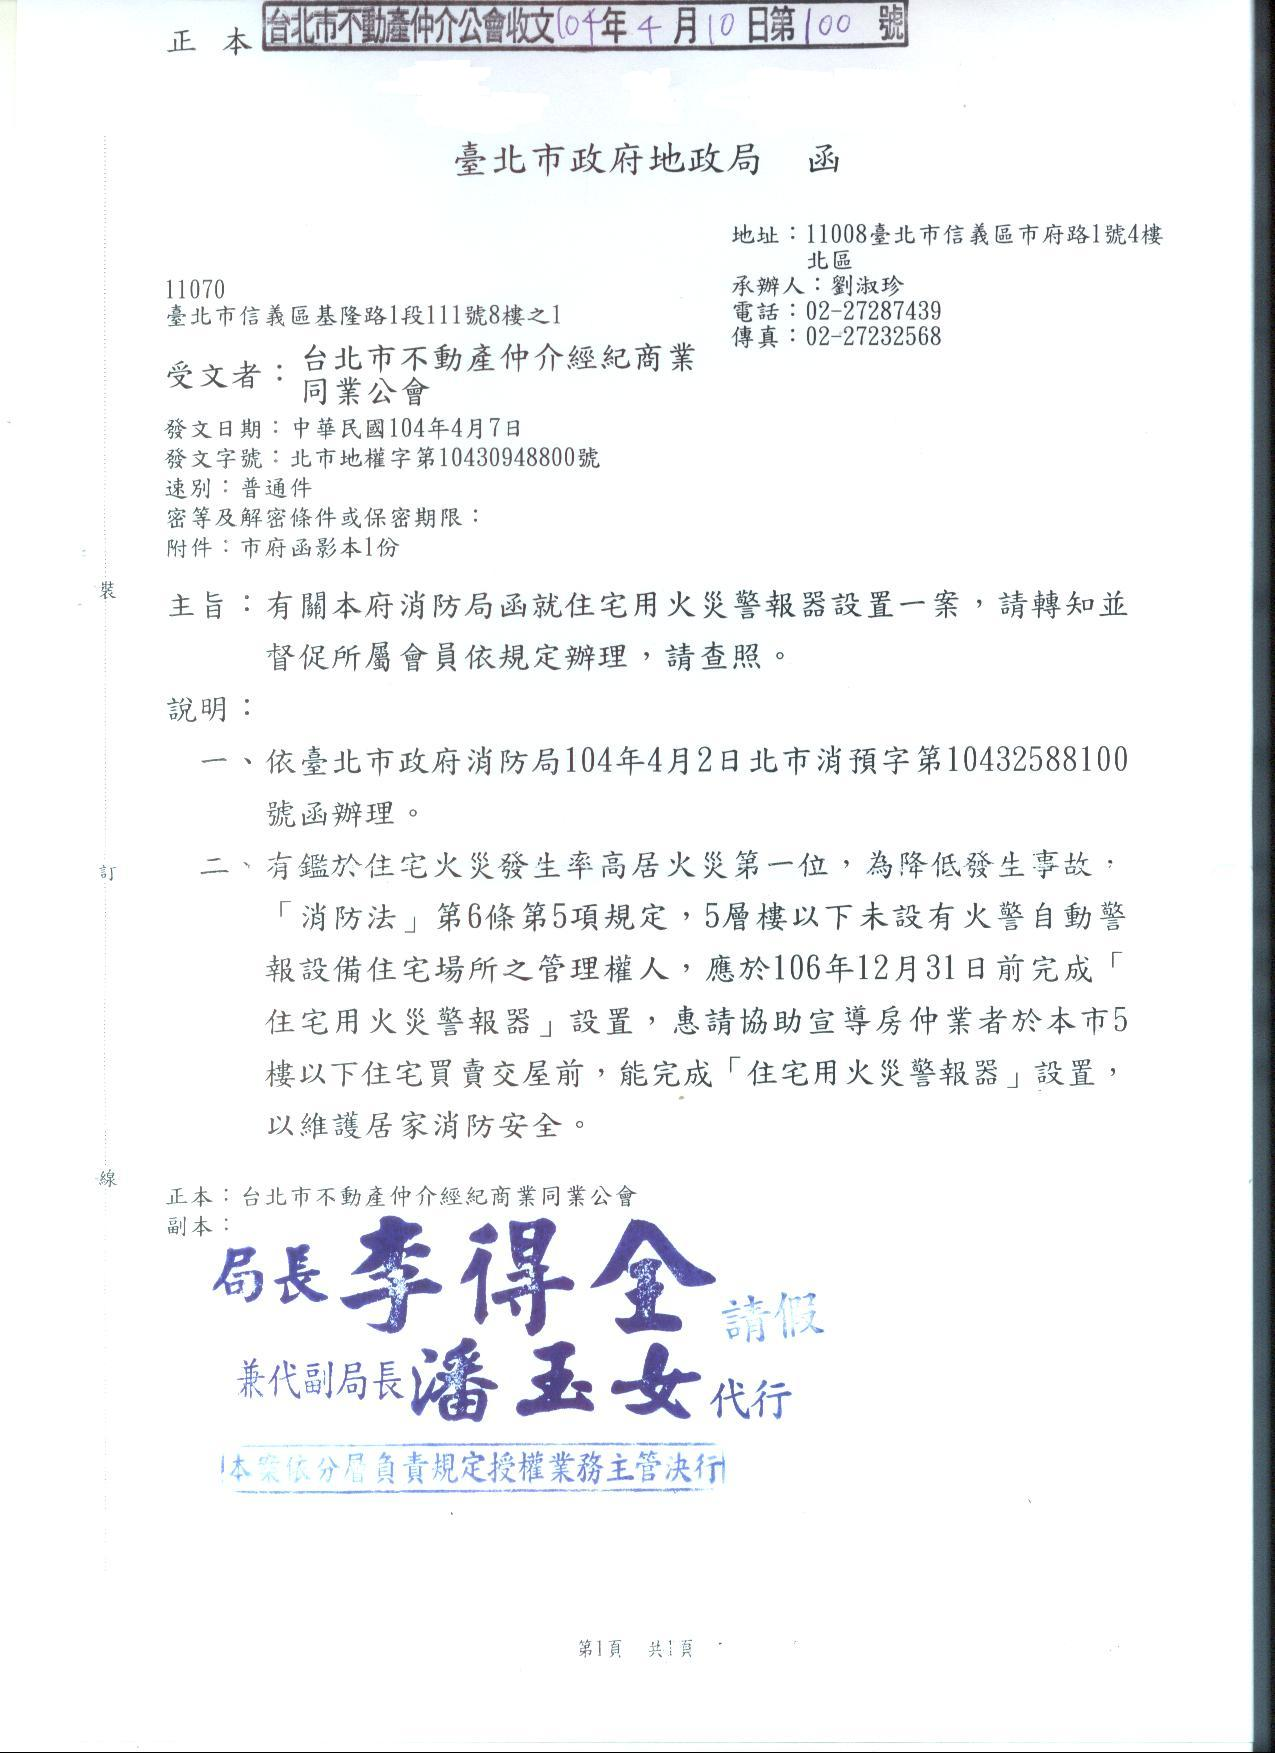 正 本
台北市不動產仲介公會收文104年4月10日第100 號
臺北市政府地政局 函
地址：11008臺北市信義區市府路1號4樓
北區
承辦人：劉淑珍
電話：02-27287439
傳真：02-27232568
11070
臺北市信義區基隆路1段111號8樓之1
受文者：台北市不動產仲介經紀商業
同業公會
發文日期：中華民國104年4月7日
發文字號：北市地權字第10430948800號
速別：普通件
密等及解密條件或保密期限：
附件：市府函影本1份
主旨：有關本府消防局函就住宅用火災警報器設置一案，請轉知並
督促所屬會員依規定辦理，請查照。
說明：
一、依臺北市政府消防局104年4月2日北市消預字第10432588100
號函辦理。
二、有鑑於住宅火災發生率高居火災第一位，為降低發生事故，
「消防法」第6條第5項規定，5層樓以下未設有火警自動警
報設備住宅場所之管理權人，應於106年12月31日前完成「
住宅用火災警報器」設置，惠請協助宣導房仲業者於本市5
樓以下住宅買賣交屋前，能完成「住宅用火災警報器」設置，
以維護居家消防安全。
裝
訂
線
正本：台北市不動產仲介經紀商業同業公會
副本：
局長李得全請假
兼代副局長潘玉女代行
本案依分層負責規定授權業務主管決行
第1頁 共1頁